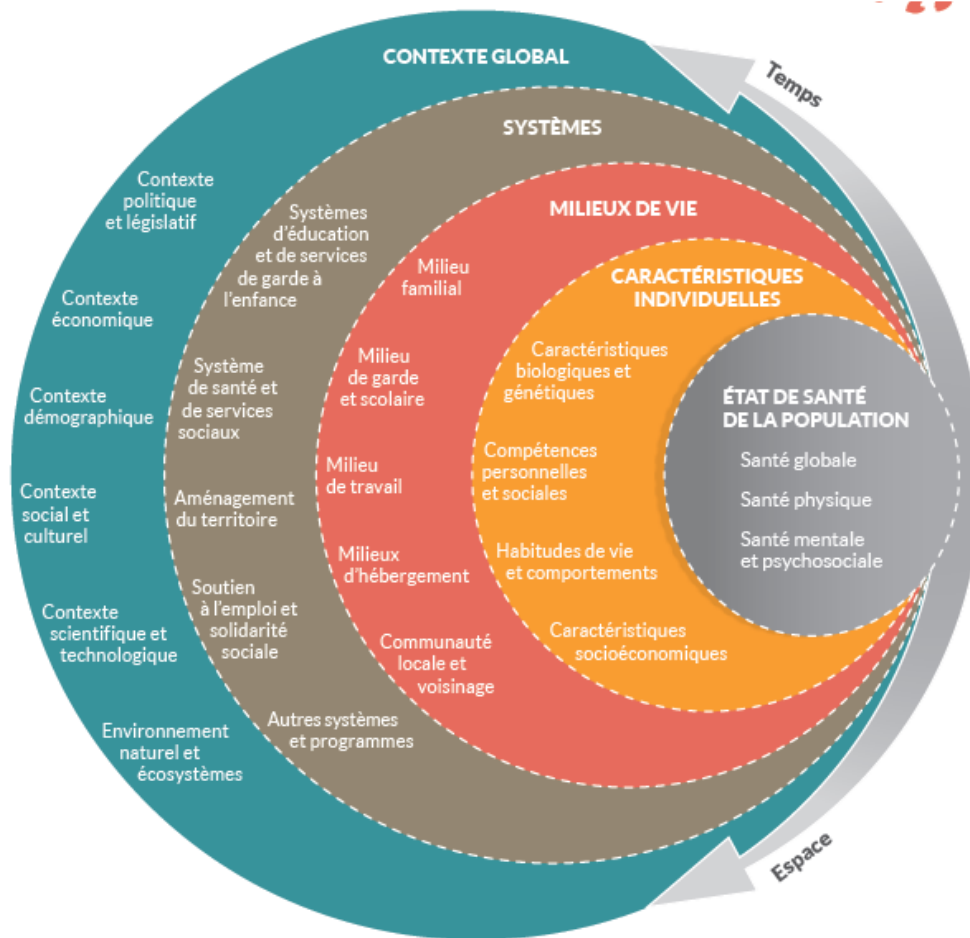 Temps
CONTEXTE GLOBAL
Contexte
politique
et législatif
Contexte
économique
Contexte
démographique
Contexte
social et
culturel
Contexte
scientifique et
technologique
Environnement
naturel et
écosystèmes
SYSTÈMES
Systèmes
d'éducation
et de services
de garde à
l'enfance
Système
de santé et
de services
sociaux
Aménagement
du territoire
Soutien
à l'emploi et
solidarité
sociale
Autres systèmes
et programmes
MILIEUX DE VIE
Milieu
familial
Milieu
de garde
et scolaire
Milieu
de travail
Milieux
d'hébergement
Communauté
locale et
voisinage
CARACTÉRISTIQUES
INDIVIDUELLES
Caractéristiques
biologiques et
génétiques
Compétences
personnelles
et sociales
Habitudes de vie
et comportements
Caractéristiques
socioéconomiques
ÉTAT DE SANTÉ
DE LA POPULATION
Santé globale
Santé physique
Santé mentale
et psychosociale
Espace